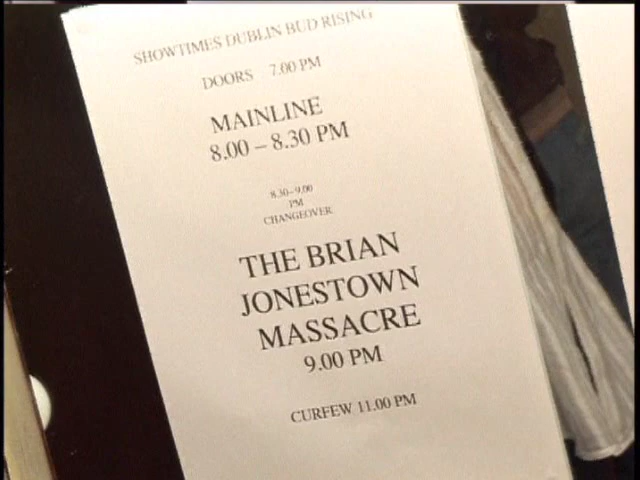 SHOWTIMES DUBLIN BUD RISING
DOORS 7.00 PM
MAINLINE
8.00 – 8.30 PM
8.30–9.00
PM
CHANGEOVER
THE BRIAN
JONESTOWN
MASSACRE
9.00 PM
CURFEW 11.00 PM